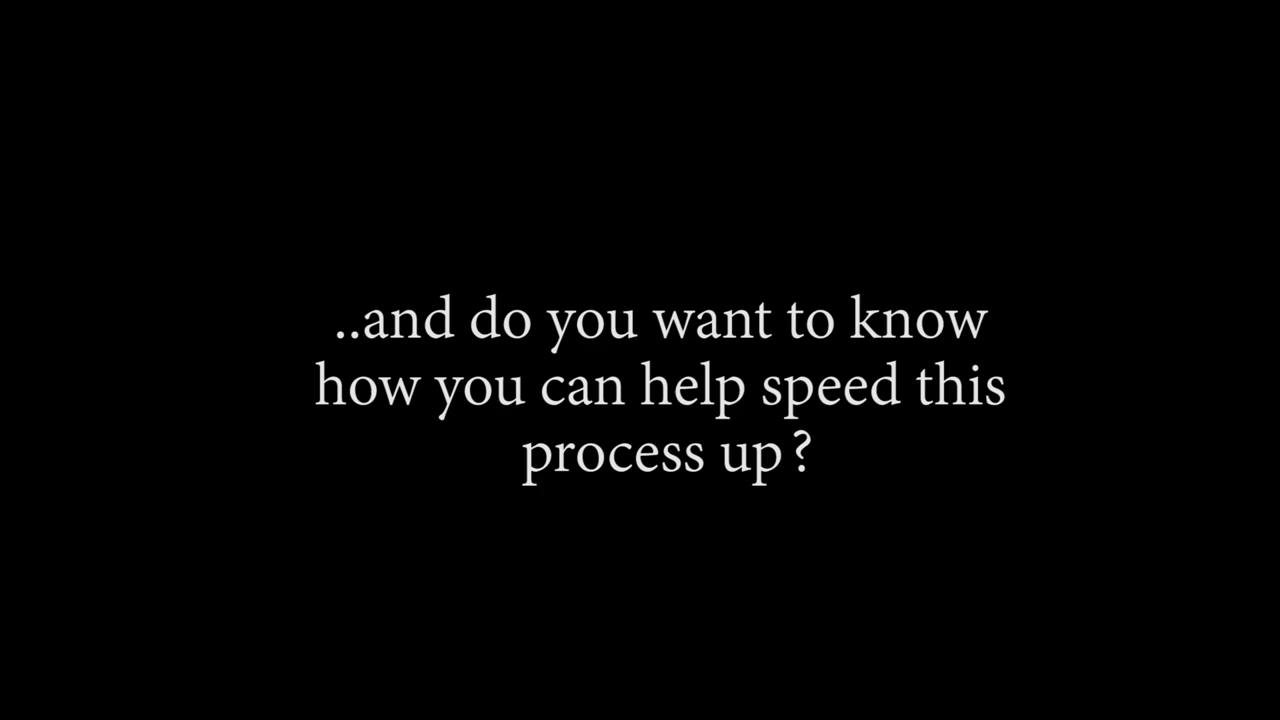 ..and do you want to know
how you can help speed this
process up?